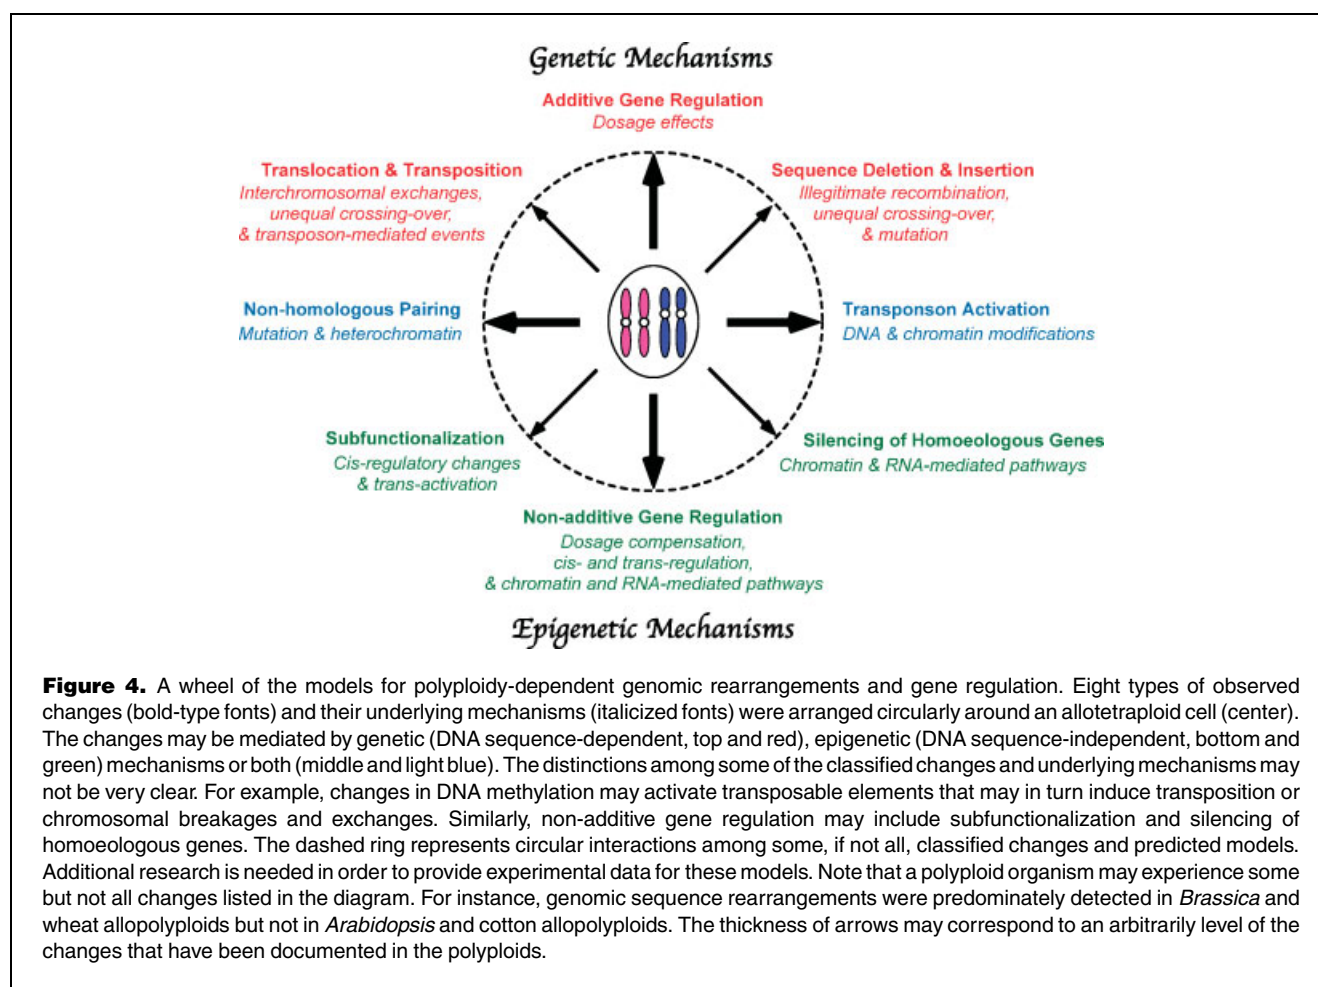 Genetic Mechanisms
Additive Gene Regulation
Dosage effects
Translocation & Transposition
Interchromosomal exchanges,
unequal crossing-over,
& transposon-mediated events
Sequence Deletion & Insertion
Illegitimate recombination,
unequal crossing-over,
& mutation
Non-homologous Pairing
Mutation & heterochromatin
Transponson Activation
DNA & chromatin modifications
Subfunctionalization
Cis-regulatory changes
& trans-activation
Silencing of Homoeologous Genes
Chromatin & RNA-mediated pathways
Non-additive Gene Regulation
Dosage compensation,
cis- and trans-regulation,
& chromatin and RNA-mediated pathways
Epigenetic Mechanisms
Figure 4. A wheel of the models for polyploidy-dependent genomic rearrangements and gene regulation. Eight types of observed
changes (bold-type fonts) and their underlying mechanisms (italicized fonts) were arranged circularly around an allotetraploid cell (center).
The changes may be mediated by genetic (DNA sequence-dependent, top and red), epigenetic (DNA sequence-independent, bottom and
green) mechanisms or both (middle and light blue). The distinctions among some of the classified changes and underlying mechanisms may
not be very clear. For example, changes in DNA methylation may activate transposable elements that may in turn induce transposition or
chromosomal breakages and exchanges. Similarly, non-additive gene regulation may include subfunctionalization and silencing of
homoeologous genes. The dashed ring represents circular interactions among some, if not all, classified changes and predicted models.
Additional research is needed in order to provide experimental data for these models. Note that a polyploid organism may experience some
but not all changes listed in the diagram. For instance, genomic sequence rearrangements were predominately detected in Brassica and
wheat allopolyploids but not in Arabidopsis and cotton allopolyploids. The thickness of arrows may correspond to an arbitrarily level of the
changes that have been documented in the polyploids.